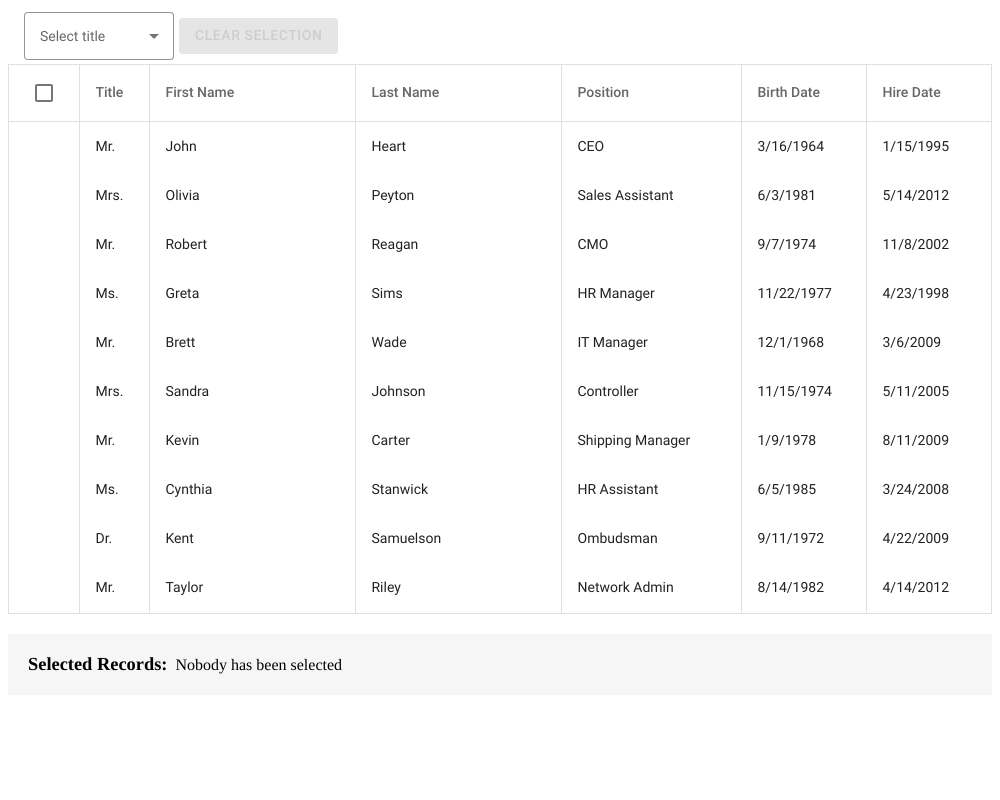 Select title CLEAR SELECTION
Title First Name Last Name Position Birth Date Hire Date
Mr. John Heart CEO 3/16/1964 1/15/1995
Mrs. Olivia Peyton Sales Assistant 6/3/1981 5/14/2012
Mr. Robert Reagan CMO 9/7/1974 11/8/2002
Ms. Greta Sims HR Manager 11/22/1977 4/23/1998
Mr. Brett Wade IT Manager 12/1/1968 3/6/2009
Mrs. Sandra Johnson Controller 11/15/1974 5/11/2005
Mr. Kevin Carter Shipping Manager 1/9/1978 8/11/2009
Ms. Cynthia Stanwick HR Assistant 6/5/1985 3/24/2008
Dr. Kent Samuelson Ombudsman 9/11/1972 4/22/2009
Mr. Taylor Riley Network Admin 8/14/1982 4/14/2012
Selected Records: Nobody has been selected